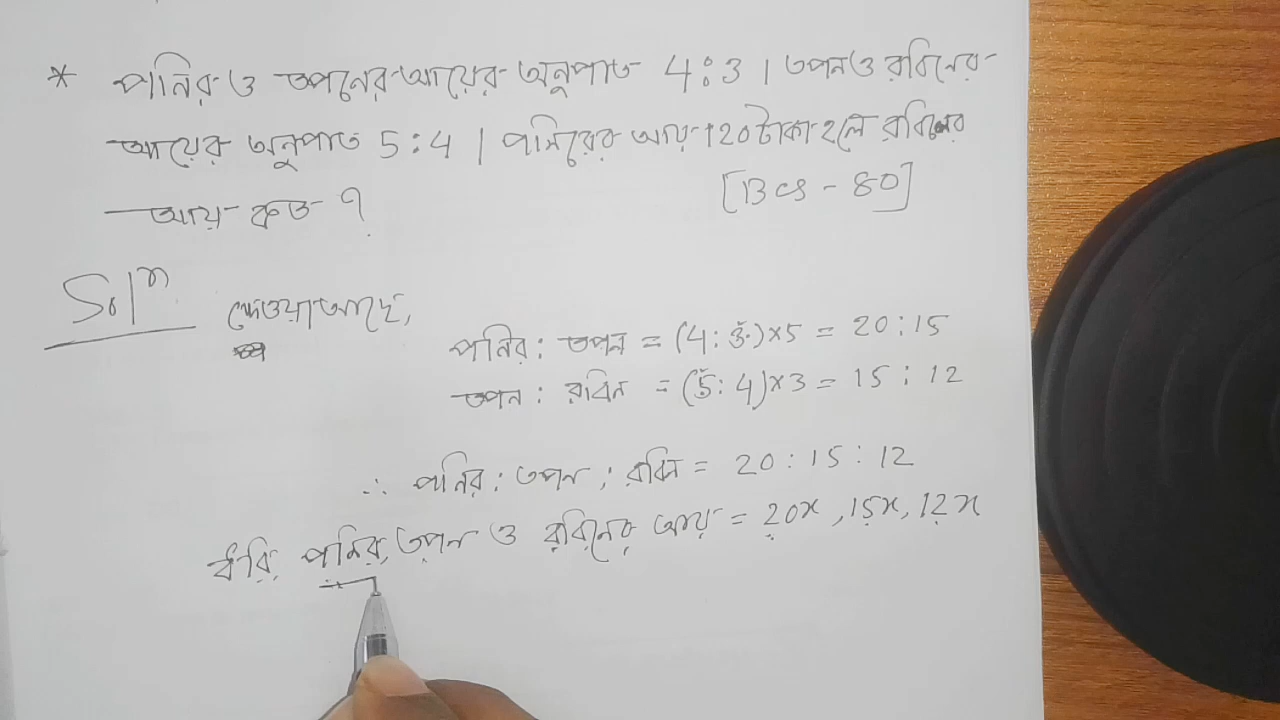 * পনির ও তপনের আয়ের অনুপাত 4:3। তপন ও রবিনের
আয়ের অনুপাত 5:4। পনিরের আয় 120 টাকা হলে রবিনের
আয় কত ?
[BCS - 80]
Solⁿ দেওয়া আছে,
পনির : তপন = (4:3)×5 = 20:15
তপন : রবিন = (5:4)×3 = 15:12
∴ পনির : তপন : রবিন = 20:15:12
ধরি, পনির, তপন ও রবিনের আয় = 20x, 15x, 12x